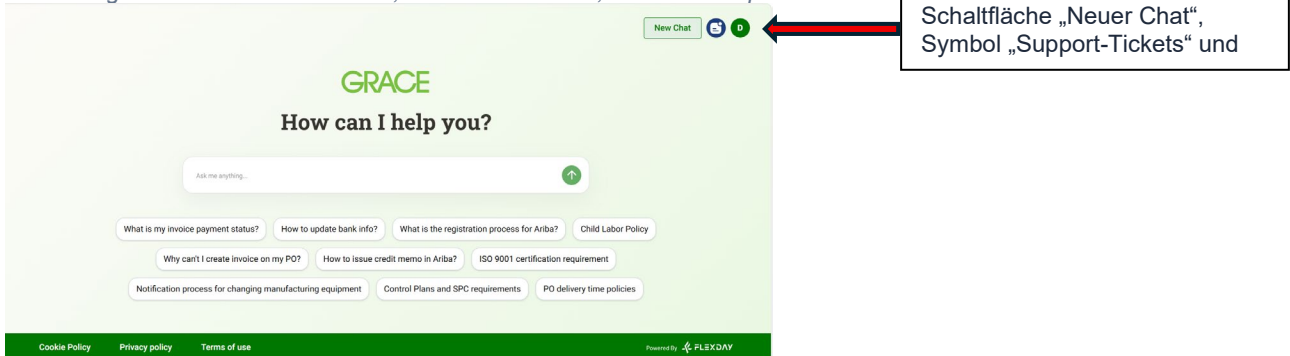 Schaltfläche „Neuer Chat“,
Symbol „Support-Tickets“ und
New Chat
D
GRACE
How can I help you?
Ask me anything...
What is my invoice payment status? How to update bank info? What is the registration process for Ariba? Child Labor Policy
Why can't I create invoice on my PO? How to issue credit memo in Ariba? ISO 9001 certification requirement
Notification process for changing manufacturing equipment Control Plans and SPC requirements PO delivery time policies
Cookie Policy Privacy policy Terms of use Powered By FLEXDAY